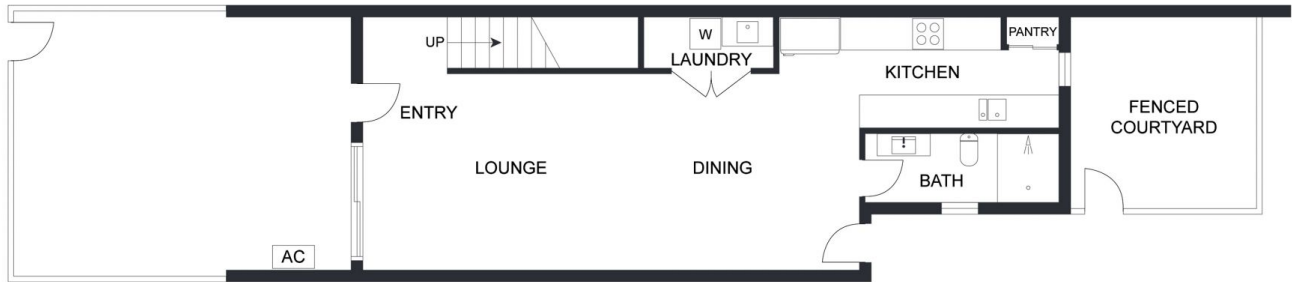 UP
W
LAUNDRY
PANTRY
KITCHEN
ENTRY
FENCED
COURTYARD
LOUNGE
DINING
BATH
AC